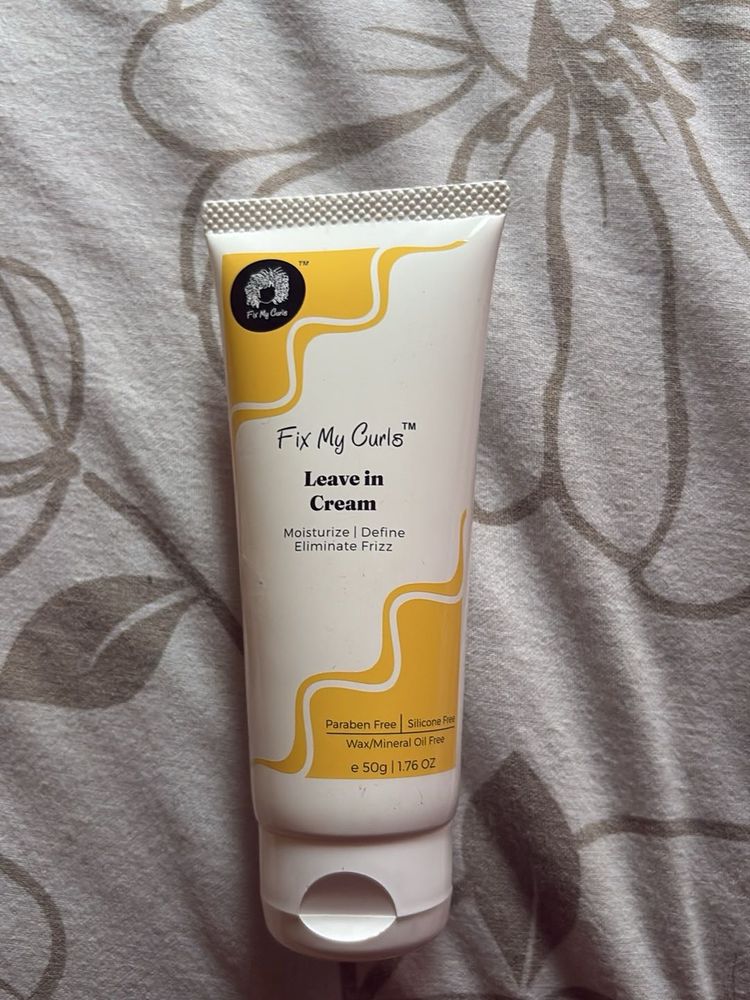 TM
Fix My Curls
Fix My Curls™
Leave in
Cream
Moisturize | Define
Eliminate Frizz
Paraben Free | Silicone Free
Wax/Mineral Oil Free
e 50g | 1.76 OZ